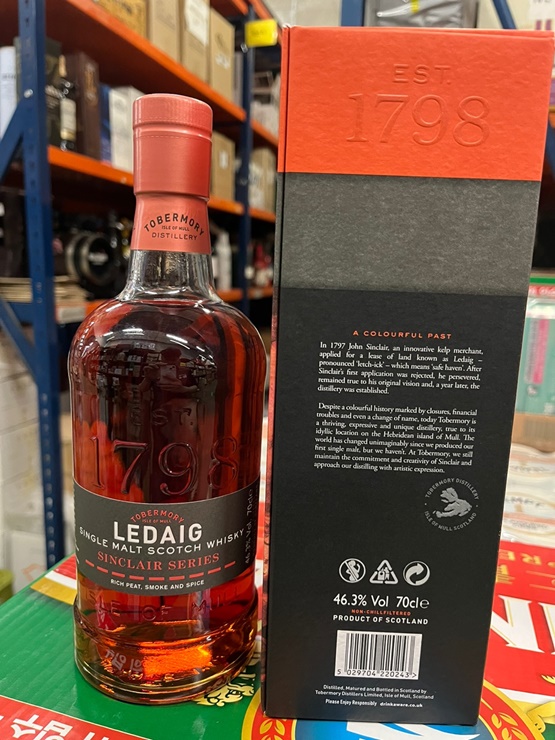 TOBERMORY
ISLE OF MULL
DISTILLERY
1798
TOBERMORY
ISLE OF MULL
LEDAIG
SINGLE MALT SCOTCH WHISKY
SINCLAIR SERIES
RICH PEAT, SMOKE AND SPICE
46.3% Vol 70cl
ISLE OF MULL
EST.
1798
A COLOURFUL PAST
In 1797 John Sinclair, an innovative kelp merchant,
applied for a lease of land known as Ledaig –
pronounced 'letch-ick' – which means 'safe haven'. After
Sinclair's first application was rejected, he persevered,
remained true to his original vision and, a year later, the
distillery was established.
Despite a colourful history marked by closures, financial
troubles and even a change of name, today Tobermory is
a thriving, expressive and unique distillery, true to its
idyllic location on the Hebridean island of Mull. The
world has changed unimaginably since we produced our
first single malt, but we haven't. At Tobermory, we still
maintain the commitment and creativity of Sinclair and
approach our distilling with artistic expression.
TOBERMORY DISTILLERY
ISLE OF MULL SCOTLAND
46.3% Vol 70cl e
NON-CHILLFILTERED
PRODUCT OF SCOTLAND
5 029704 220243 >
Distilled, Matured and Bottled in Scotland by
Tobermory Distillers Limited, Isle of Mull, Scotland
Please Enjoy Responsibly drinkaware.co.uk